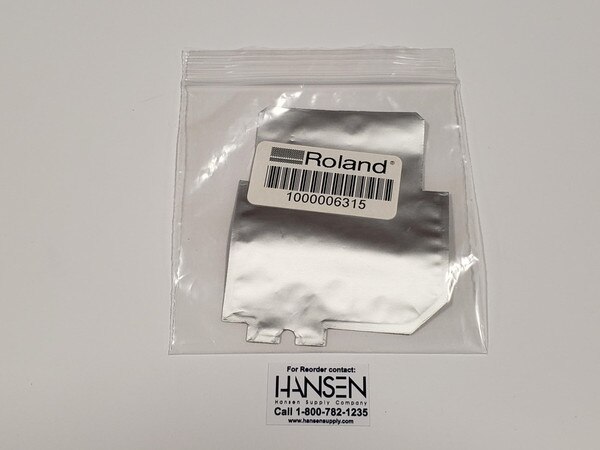 Roland®
1000006315
For Reorder contact:
HANSEN
Hansen Supply Company
Call 1-800-782-1235
www.hansensupply.com